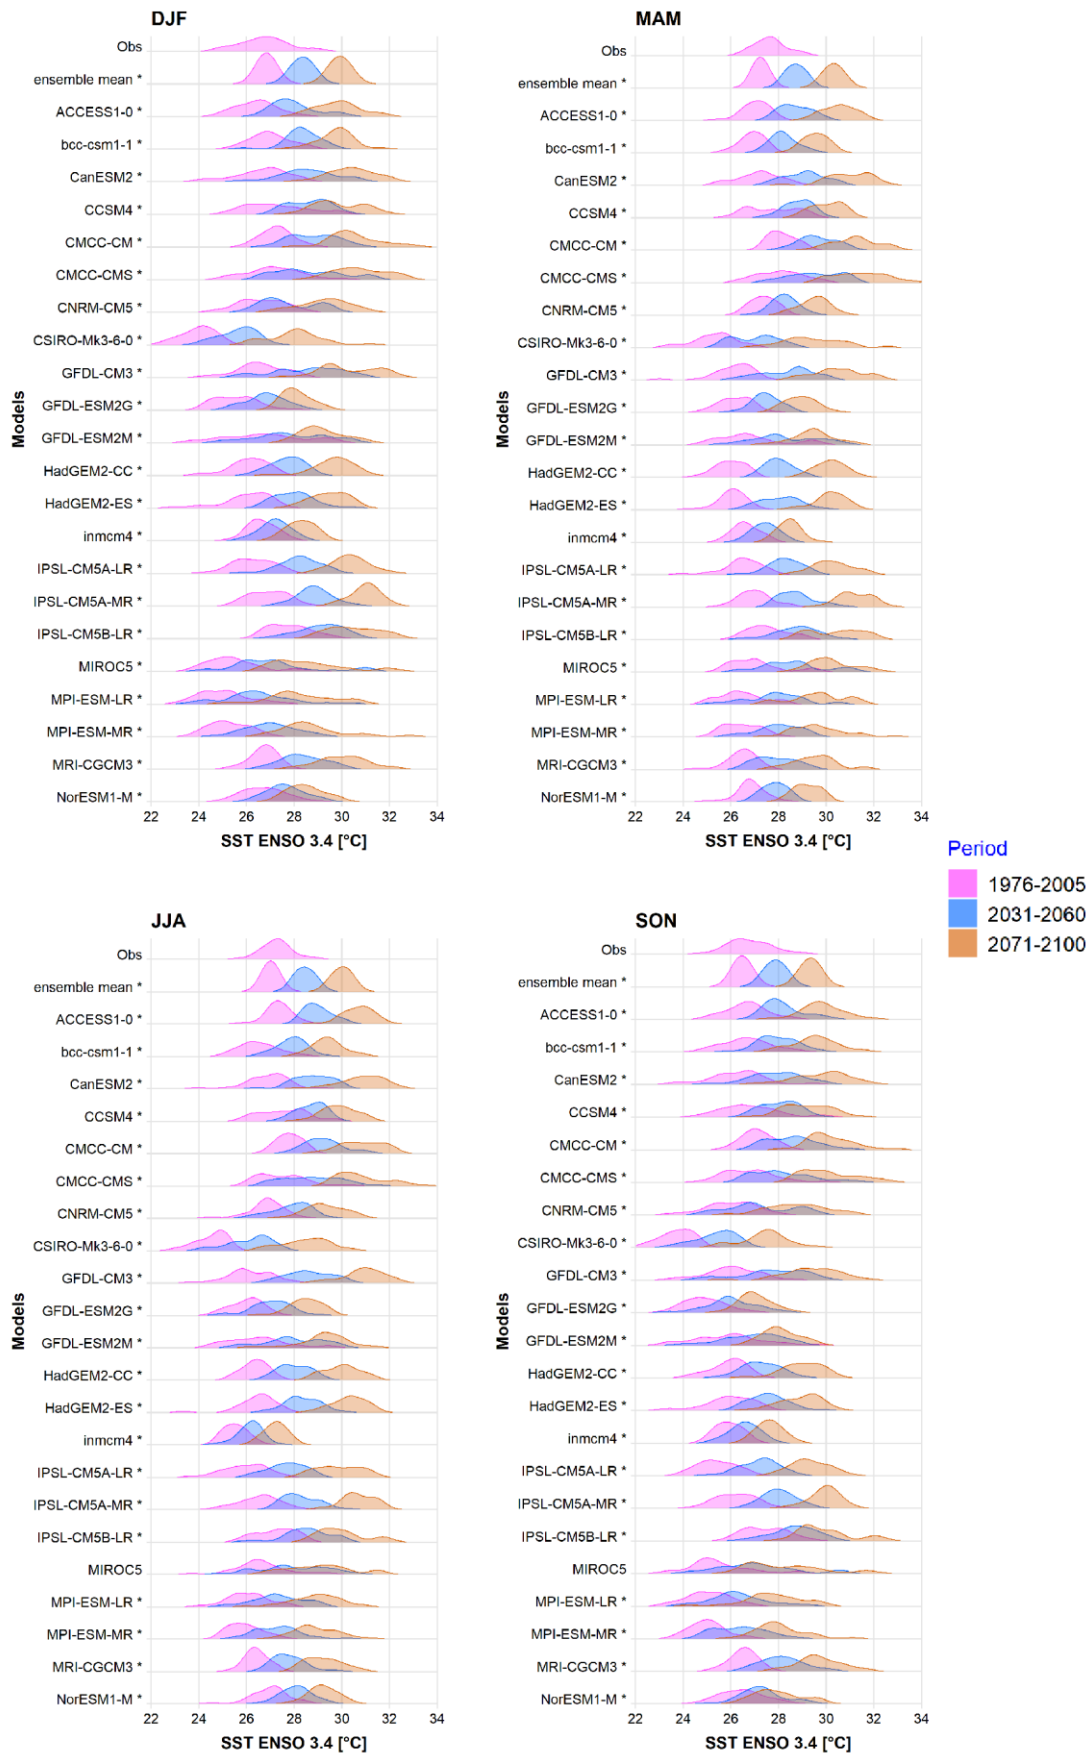 DJF
Obs
ensemble mean *
ACCESS1-0 *
bcc-csm1-1 *
CanESM2 *
CCSM4 *
CMCC-CM *
CMCC-CMS *
CNRM-CM5 *
CSIRO-Mk3-6-0 *
GFDL-CM3 *
GFDL-ESM2G *
GFDL-ESM2M *
HadGEM2-CC *
HadGEM2-ES *
inmcm4 *
IPSL-CM5A-LR *
IPSL-CM5A-MR *
IPSL-CM5B-LR *
MIROC5 *
MPI-ESM-LR *
MPI-ESM-MR *
MRI-CGCM3 *
NorESM1-M *
Models
22 24 26 28 30 32 34
SST ENSO 3.4 [°C]
MAM
Obs
ensemble mean *
ACCESS1-0 *
bcc-csm1-1 *
CanESM2 *
CCSM4 *
CMCC-CM *
CMCC-CMS *
CNRM-CM5 *
CSIRO-Mk3-6-0 *
GFDL-CM3 *
GFDL-ESM2G *
GFDL-ESM2M *
HadGEM2-CC *
HadGEM2-ES *
inmcm4 *
IPSL-CM5A-LR *
IPSL-CM5A-MR *
IPSL-CM5B-LR *
MIROC5 *
MPI-ESM-LR *
MPI-ESM-MR *
MRI-CGCM3 *
NorESM1-M *
Models
22 24 26 28 30 32 34
SST ENSO 3.4 [°C]
Period
1976-2005
2031-2060
2071-2100
JJA
Obs
ensemble mean *
ACCESS1-0 *
bcc-csm1-1 *
CanESM2 *
CCSM4 *
CMCC-CM *
CMCC-CMS *
CNRM-CM5 *
CSIRO-Mk3-6-0 *
GFDL-CM3 *
GFDL-ESM2G *
GFDL-ESM2M *
HadGEM2-CC *
HadGEM2-ES *
inmcm4 *
IPSL-CM5A-LR *
IPSL-CM5A-MR *
IPSL-CM5B-LR *
MIROC5
MPI-ESM-LR *
MPI-ESM-MR *
MRI-CGCM3 *
NorESM1-M *
Models
22 24 26 28 30 32 34
SST ENSO 3.4 [°C]
SON
Obs
ensemble mean *
ACCESS1-0 *
bcc-csm1-1 *
CanESM2 *
CCSM4 *
CMCC-CM *
CMCC-CMS *
CNRM-CM5 *
CSIRO-Mk3-6-0 *
GFDL-CM3 *
GFDL-ESM2G *
GFDL-ESM2M *
HadGEM2-CC *
HadGEM2-ES *
inmcm4 *
IPSL-CM5A-LR *
IPSL-CM5A-MR *
IPSL-CM5B-LR *
MIROC5
MPI-ESM-LR *
MPI-ESM-MR *
MRI-CGCM3 *
NorESM1-M *
Models
22 24 26 28 30 32 34
SST ENSO 3.4 [°C]